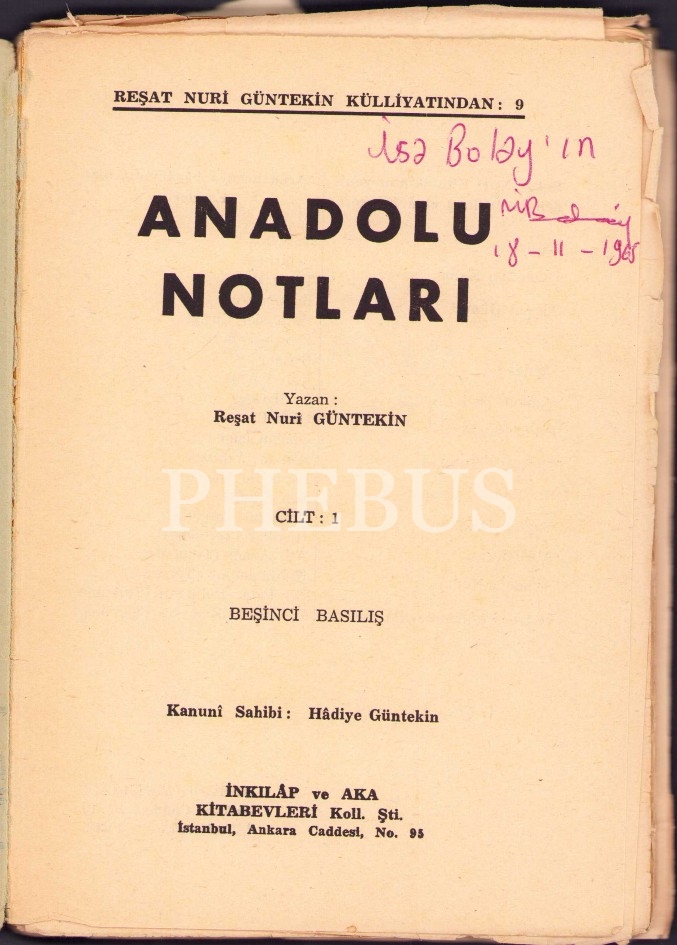 REŞAT NURİ GÜNTEKİN KÜLLİYATINDAN: 9
İsa Bolay'ın
18-11-1965
ANADOLU
NOTLARI
Yazan :
Reşat Nuri GÜNTEKİN
PHEBUS
CİLT : 1
BEŞİNCİ BASILIŞ
Kanunî Sahibi : Hâdiye Güntekin
İNKILÂP ve AKA
KİTABEVLERİ Koll. Şti.
İstanbul, Ankara Caddesi, No. 95